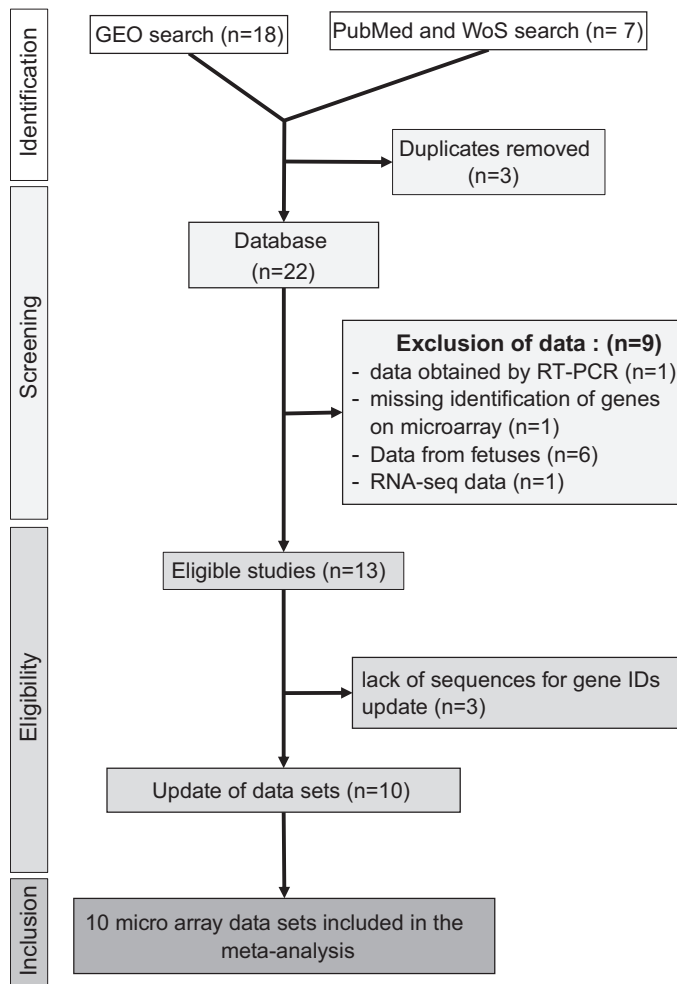 GEO search (n=18)
PubMed and WoS search (n= 7)
Identification
Duplicates removed
(n=3)
Database
(n=22)
Screening
Exclusion of data : (n=9)
- data obtained by RT-PCR (n=1)
- missing identification of genes
on microarray (n=1)
- Data from fetuses (n=6)
- RNA-seq data (n=1)
Eligible studies (n=13)
Eligibility
lack of sequences for gene IDs
update (n=3)
Update of data sets (n=10)
Inclusion
10 micro array data sets included in the
meta-analysis